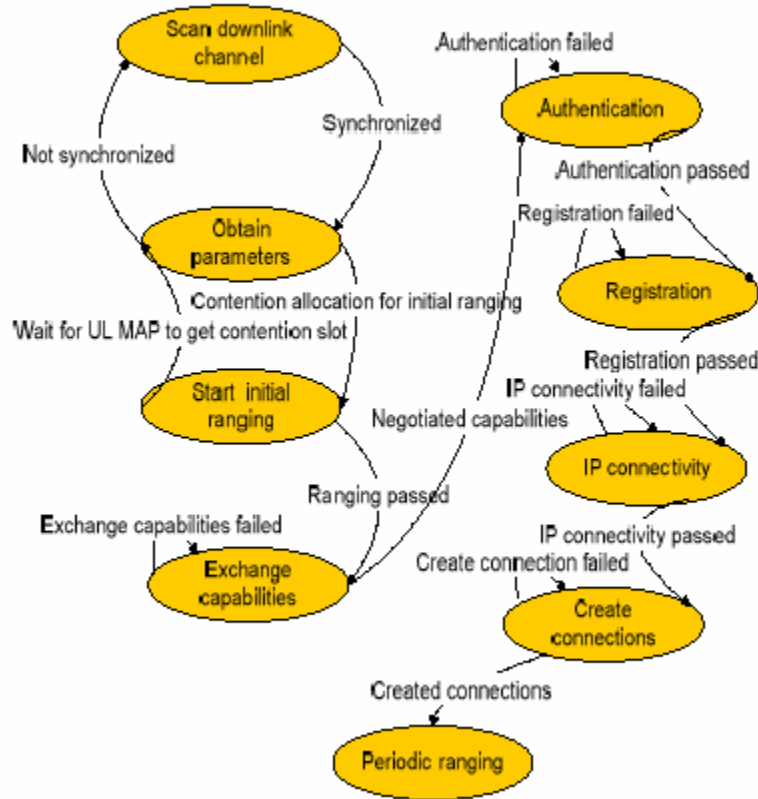 Scan downlink
channel
Synchronized
Not synchronized
Obtain
parameters
Contention allocation for initial ranging
Wait for UL MAP to get contention slot
Start initial
ranging
Ranging passed
Exchange capabilities failed
Exchange
capabilities
Negotiated capabilities
Authentication failed
Authentication
Authentication passed
Registration failed
Registration
Registration passed
IP connectivity failed
IP connectivity
IP connectivity passed
Create connection failed
Create
connections
Created connections
Periodic ranging